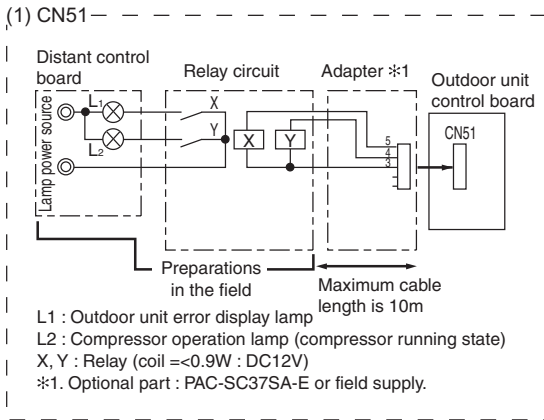 (1) CN51
Distant control
board
Relay circuit
Adapter ✻1
Outdoor unit
control board
Lamp power source
L1
L2
X
Y
X
Y
5
4
3
CN51
Preparations
in the field
Maximum cable
length is 10m
L1 : Outdoor unit error display lamp
L2 : Compressor operation lamp (compressor running state)
X, Y : Relay (coil =<0.9W : DC12V)
✻1. Optional part : PAC-SC37SA-E or field supply.